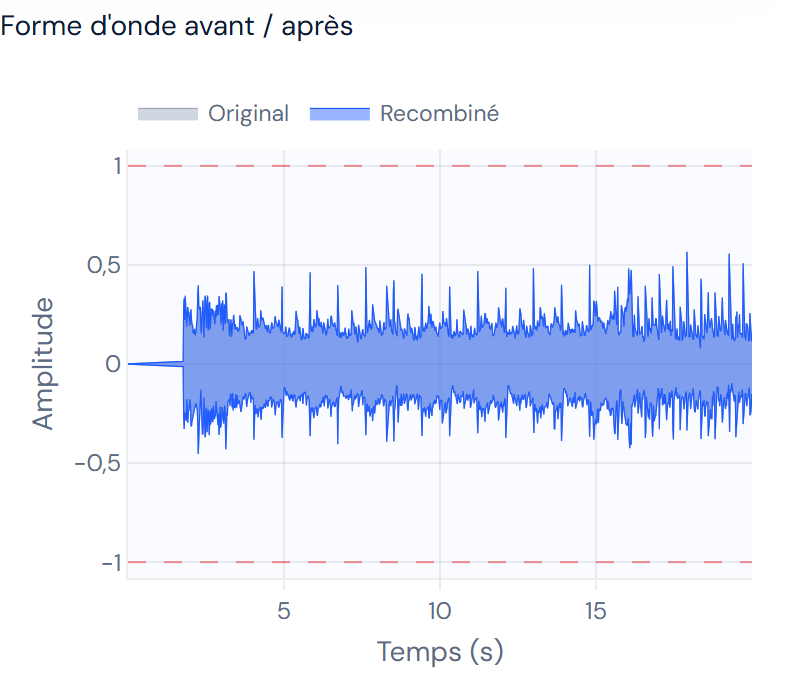 Forme d'onde avant / après
Original
Recombiné
1
0,5
0
−0,5
−1
Amplitude
5
10
15
Temps (s)